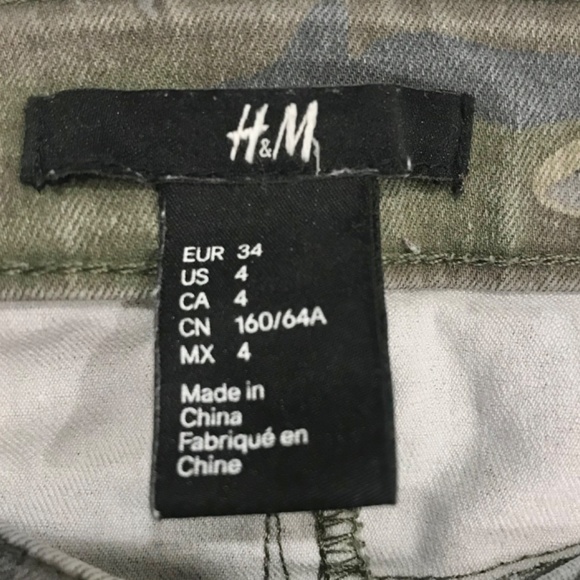 H&M
EUR 34
US 4
CA 4
CN 160/64A
MX 4
Made in
China
Fabriqué en
Chine